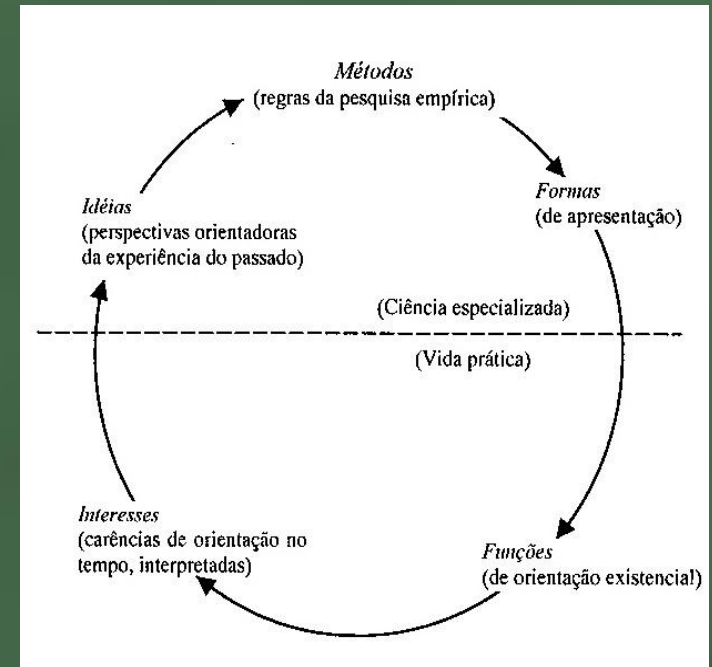 Métodos
(regras da pesquisa empírica)
Formas
(de apresentação)
Idéias
(perspectivas orientadoras
da experiência do passado)
(Ciência especializada)
(Vida prática)
Interesses
(carências de orientação no
tempo, interpretadas)
Funções
(de orientação existencial)